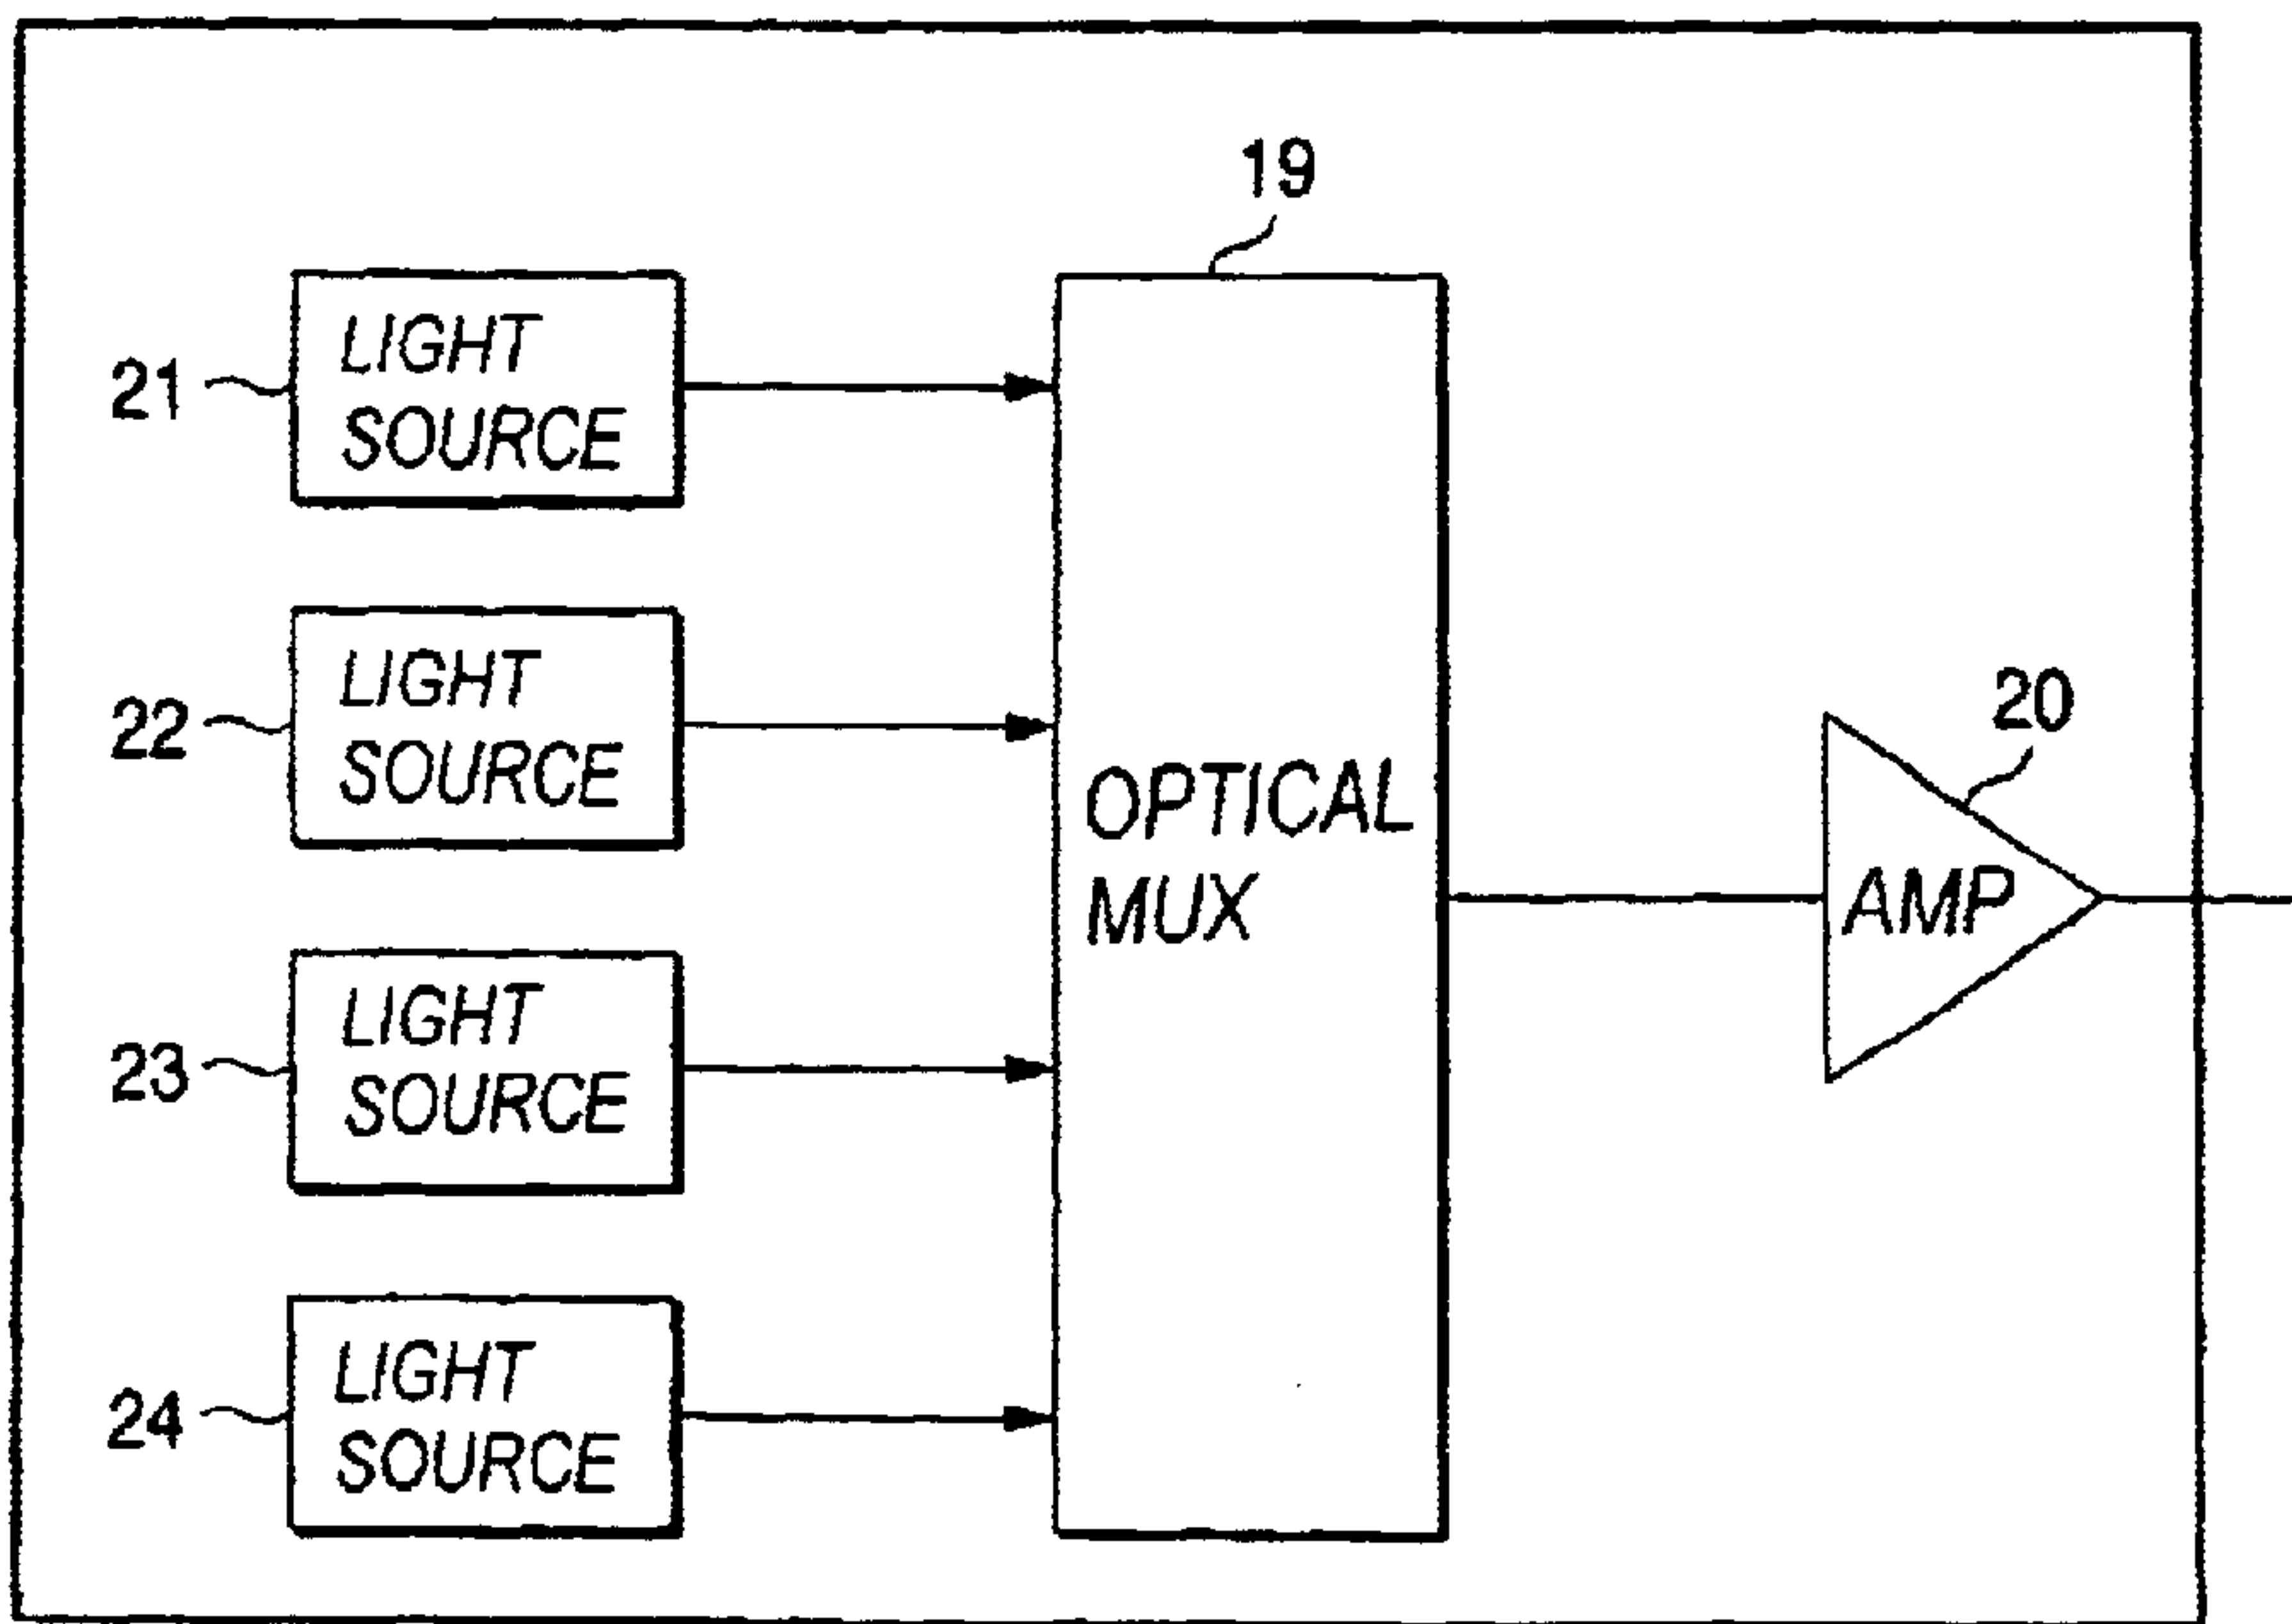 19
21
LIGHT
SOURCE
22
LIGHT
SOURCE
OPTICAL
MUX
20
AMP
23
LIGHT
SOURCE
24
LIGHT
SOURCE